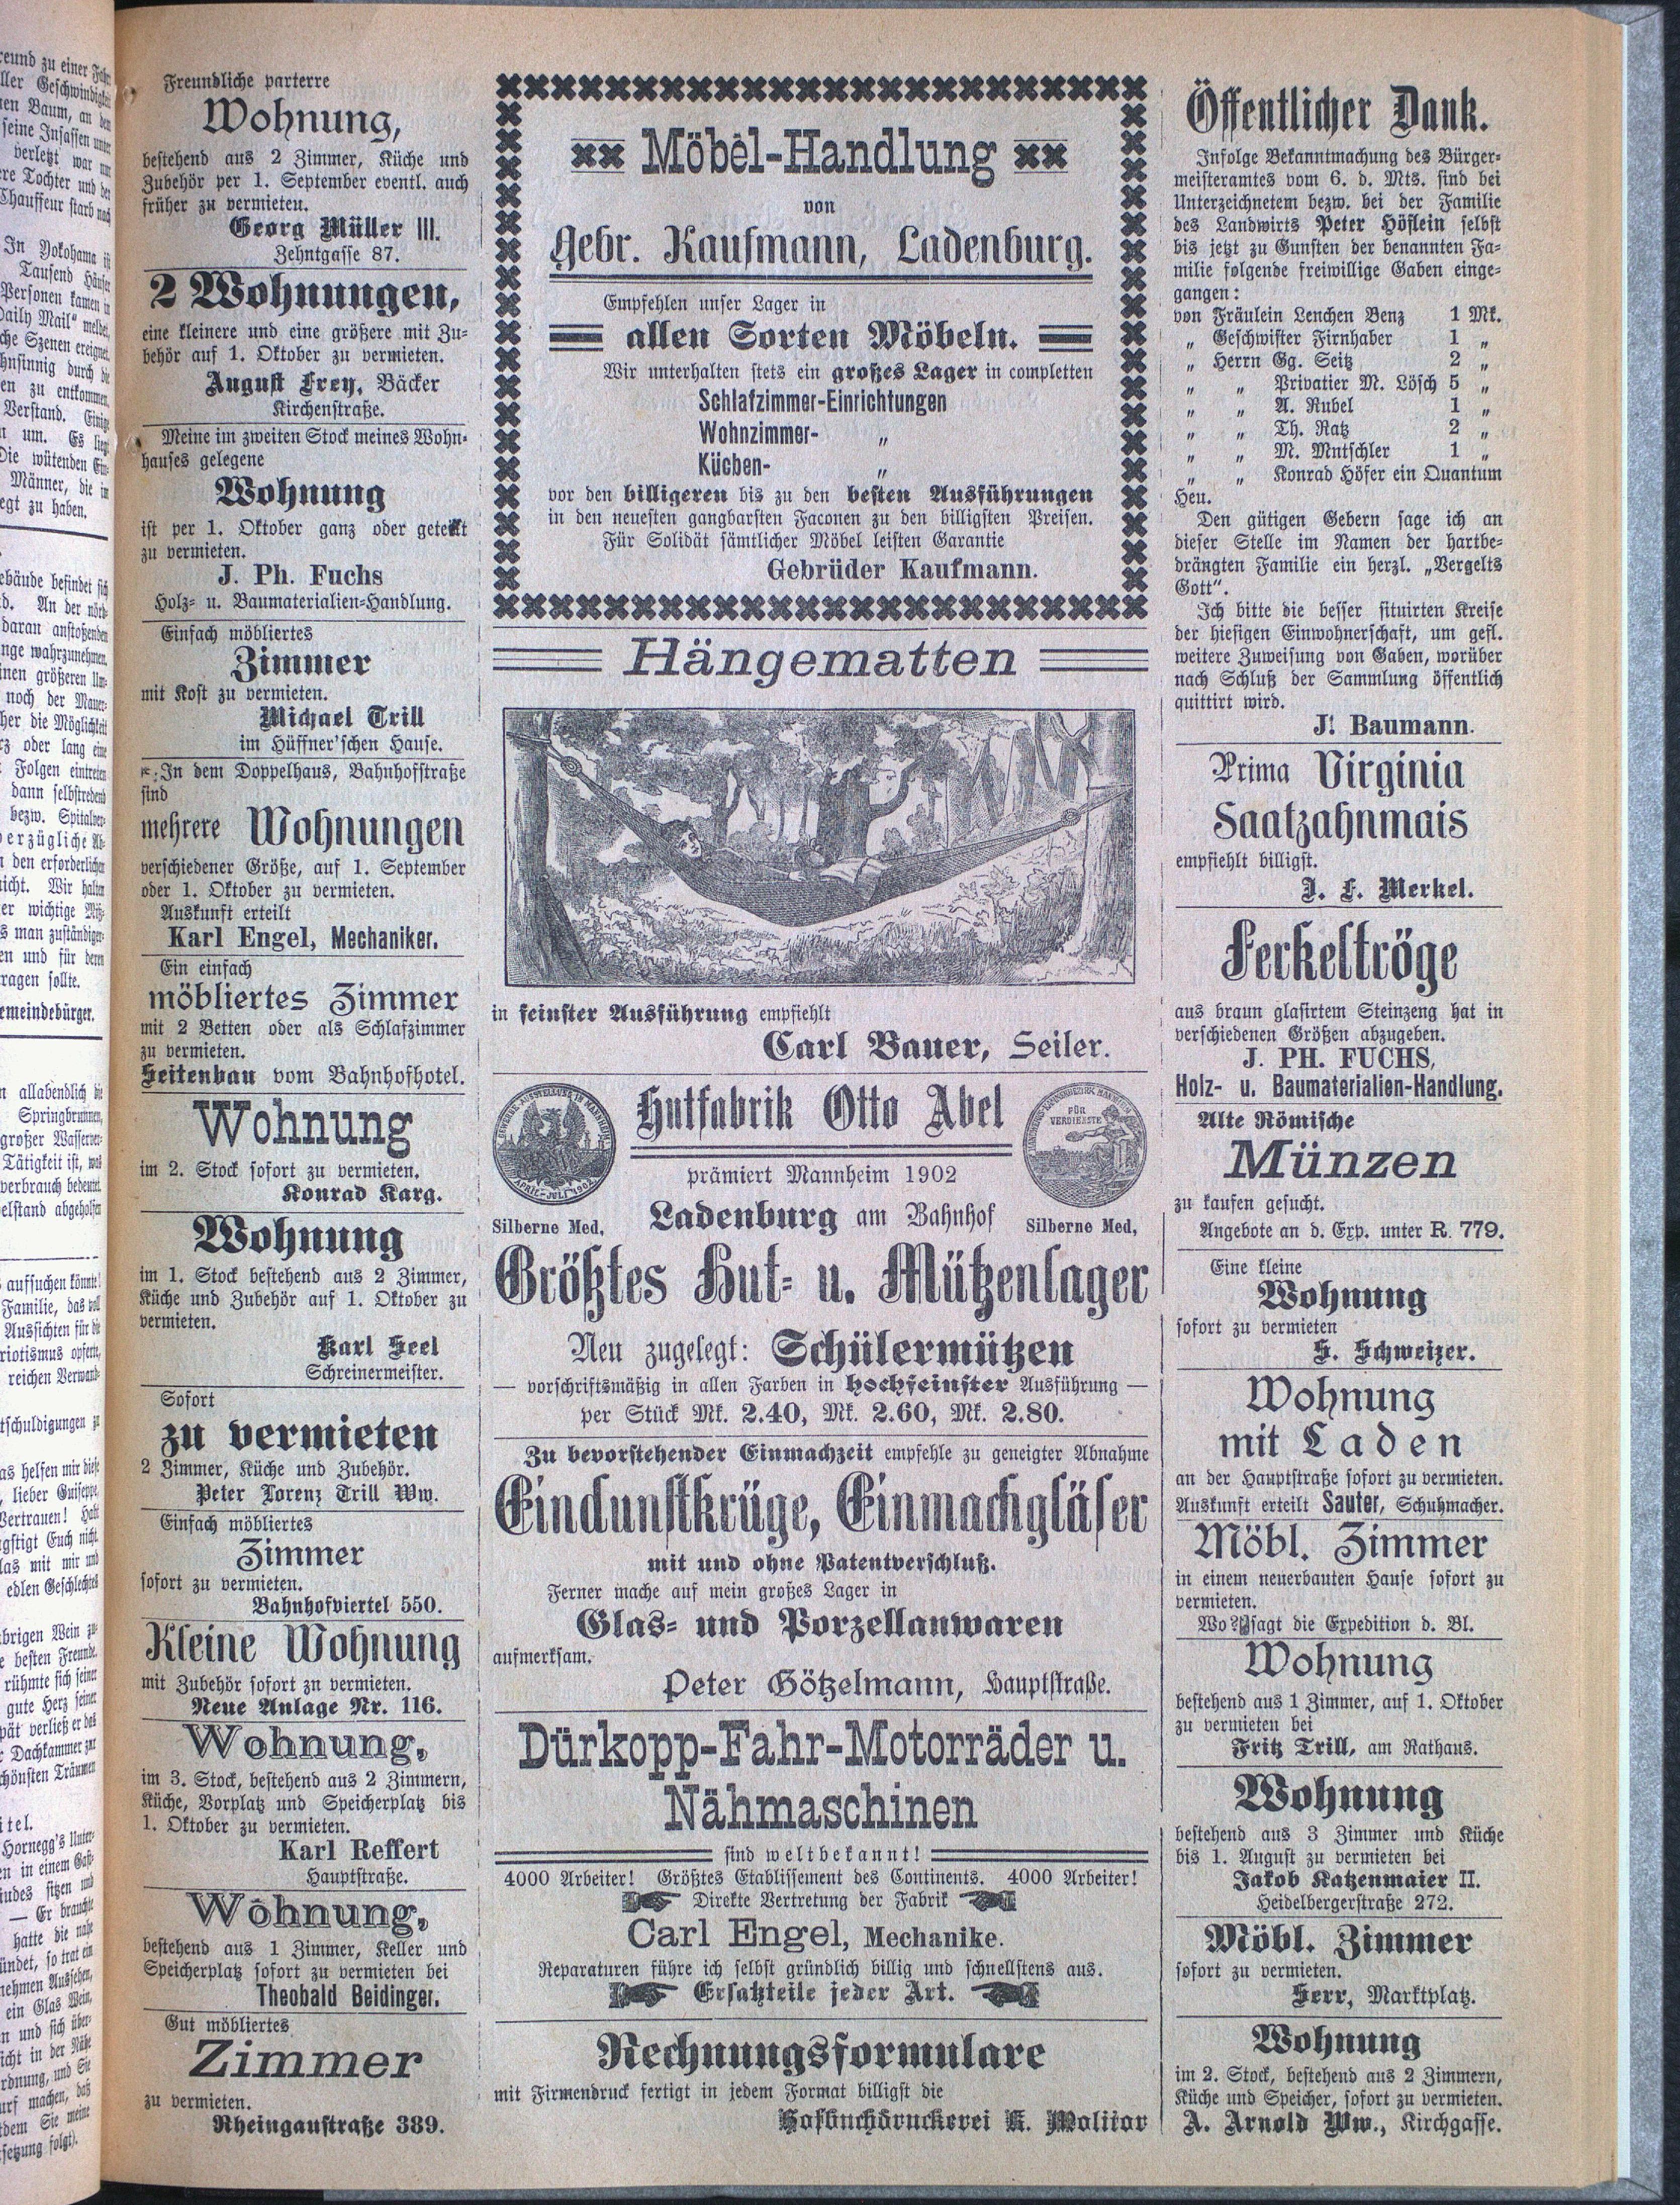 Freundliche parterre
Wohnung,
bestehend aus 2 Zimmer, Küche und
Zubehör per 1. September eventl. auch
früher zu vermieten.
Georg Müller III.
Zehntgasse 87.
2 Wohnungen,
eine kleinere und eine größere mit Zu-
behör auf 1. Oktober zu vermieten.
August Frey, Bäcker
Kirchenstraße.
Meine im zweiten Stock meines Wohn-
hauses gelegene
Wohnung
ist per 1. Oktober ganz oder geteilt
zu vermieten.
J. Ph. Fuchs
Holz- u. Baumaterialien-Handlung.
Einfach möbliertes
Zimmer
mit Kost zu vermieten.
Michael Trill
im Hüffner'schen Hause.
In dem Doppelhaus, Bahnhofstraße
sind
mehrere Wohnungen
verschiedener Größe, auf 1. September
oder 1. Oktober zu vermieten.
Auskunft erteilt
Karl Engel, Mechaniker.
Ein einfach
möbliertes Zimmer
mit 2 Betten oder als Schlafzimmer
zu vermieten.
Seitenbau vom Bahnhofhotel.
Wohnung
im 2. Stock sofort zu vermieten.
Konrad Karg.
Wohnung
im 1. Stock bestehend aus 2 Zimmer,
Küche und Zubehör auf 1. Oktober zu
vermieten.
Karl Seel
Schreinermeister.
Sofort
zu vermieten
2 Zimmer, Küche und Zubehör.
Peter Lorenz Trill Ww.
Einfach möbliertes
Zimmer
sofort zu vermieten.
Bahnhofviertel 550.
Kleine Wohnung
mit Zubehör sofort zu vermieten.
Neue Anlage Nr. 116.
Wohnung,
im 3. Stock, bestehend aus 2 Zimmern,
Küche, Vorplatz und Speicherplatz bis
1. Oktober zu vermieten.
Karl Reffert
Hauptstraße.
Wohnung,
bestehend aus 1 Zimmer, Keller und
Speicherplatz sofort zu vermieten bei
Theobald Beidinger.
Gut möbliertes
Zimmer
zu vermieten.
Rheingaustraße 389.
Möbel-Handlung
von
Gebr. Kaufmann, Ladenburg.
Empfehlen unser Lager in
allen Sorten Möbeln.
Wir unterhalten stets ein großes Lager in completten
Schlafzimmer-Einrichtungen
Wohnzimmer- „
Küchen- „
vor den billigeren bis zu den besten Ausführungen
in den neuesten gangbarsten Faconen zu den billigsten Preisen.
Für Solidät sämtlicher Möbel leisten Garantie
Gebrüder Kaufmann.
Hängematten
in feinster Ausführung empfiehlt
Carl Bauer, Seiler.
Hutfabrik Otto Abel
prämiert Mannheim 1902
FÜR VERDIENSTE
Silberne Med, Ladenburg am Bahnhof Silberne Med,
Größtes Hut- u. Mützenlager
Neu zugelegt: Schülermützen
— vorschriftsmäßig in allen Farben in hochfeinster Ausführung —
per Stück Mk. 2.40, Mk. 2.60, Mk. 2.80.
Zu bevorstehender Einmachzeit empfehle zu geneigter Abnahme
Eindunstkrüge, Einmachgläser
mit und ohne Patentverschluß.
Ferner mache auf mein großes Lager in
Glas- und Porzellanwaren
aufmerksam.
Peter Götzelmann, Hauptstraße.
Dürkopp-Fahr-Motorräder u.
Nähmaschinen
sind weltbekannt!
4000 Arbeiter! Größtes Etablissement des Continents. 4000 Arbeiter!
Direkte Vertretung der Fabrik
Carl Engel, Mechanike.
Reparaturen führe ich selbst gründlich billig und schnellstens aus.
Ersatzteile jeder Art.
Rechnungsformulare
mit Firmendruck fertigt in jedem Format billigst die
Hofbuchdruckerei K. Molitor
Öffentlicher Dank.
Infolge Bekanntmachung des Bürger-
meisteramtes vom 6. d. Mts. sind bei
Unterzeichnetem bezw. bei der Familie
des Landwirts Peter Höflein selbst
bis jetzt zu Gunsten der benannten Fa-
milie folgende freiwillige Gaben einge-
gangen:
von Fräulein Lenchen Benz 1 Mk.
„ Geschwister Firnhaber 1 „
„ Herrn Gg. Seitz 2 „
„ „ Privatier M. Lösch 5 „
„ „ A. Rubel 1 „
„ „ Th. Ratz 2 „
„ „ M. Mntschler 1 „
„ „ Konrad Höfer ein Quantum
Heu.
Den gütigen Gebern sage ich an
dieser Stelle im Namen der hartbe-
drängten Familie ein herzl. „Vergelts
Gott".
Ich bitte die besser situirten Kreise
der hiesigen Einwohnerschaft, um gefl.
weitere Zuweisung von Gaben, worüber
nach Schluß der Sammlung öffentlich
quittirt wird.
J! Baumann.
Prima Virginia
Saatzahnmais
empfiehlt billigst.
J. F. Merkel.
Ferkeltröge
aus braun glasirtem Steinzeng hat in
verschiedenen Größen abzugeben.
J. PH. FUCHS,
Holz- u. Baumaterialien-Handlung.
Alte Römische
Münzen
zu kaufen gesucht.
Angebote an d. Exp. unter R. 779.
Eine kleine
Wohnung
sofort zu vermieten
S. Schweizer.
Wohnung
mit Laden
an der Hauptstraße sofort zu vermieten.
Auskunft erteilt Sauter, Schuhmacher.
Möbl. Zimmer
in einem neuerbauten Hause sofort zu
vermieten.
Wo? sagt die Expedition d. Bl.
Wohnung
bestehend aus 1 Zimmer, auf 1. Oktober
zu vermieten bei
Fritz Trill, am Rathaus.
Wohnung
bestehend aus 3 Zimmer und Küche
bis 1. August zu vermieten bei
Jakob Katzenmaier II.
Heidelbergerstraße 272.
Möbl. Zimmer
sofort zu vermieten.
Herr, Marktplatz.
Wohnung
im 2. Stock, bestehend aus 2 Zimmern,
Küche und Speicher, sofort zu vermieten.
A. Arnold Ww., Kirchgasse.